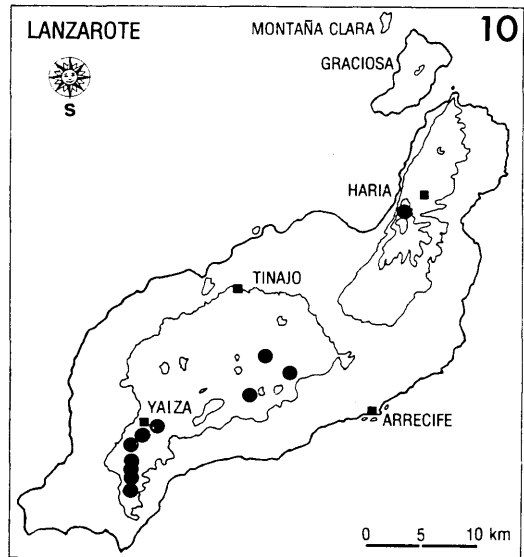 LANZAROTE
MONTAÑA CLARA
10
GRACIOSA
S
HARIA
TINAJO
YAIZA
ARRECIFE
0 5 10 km